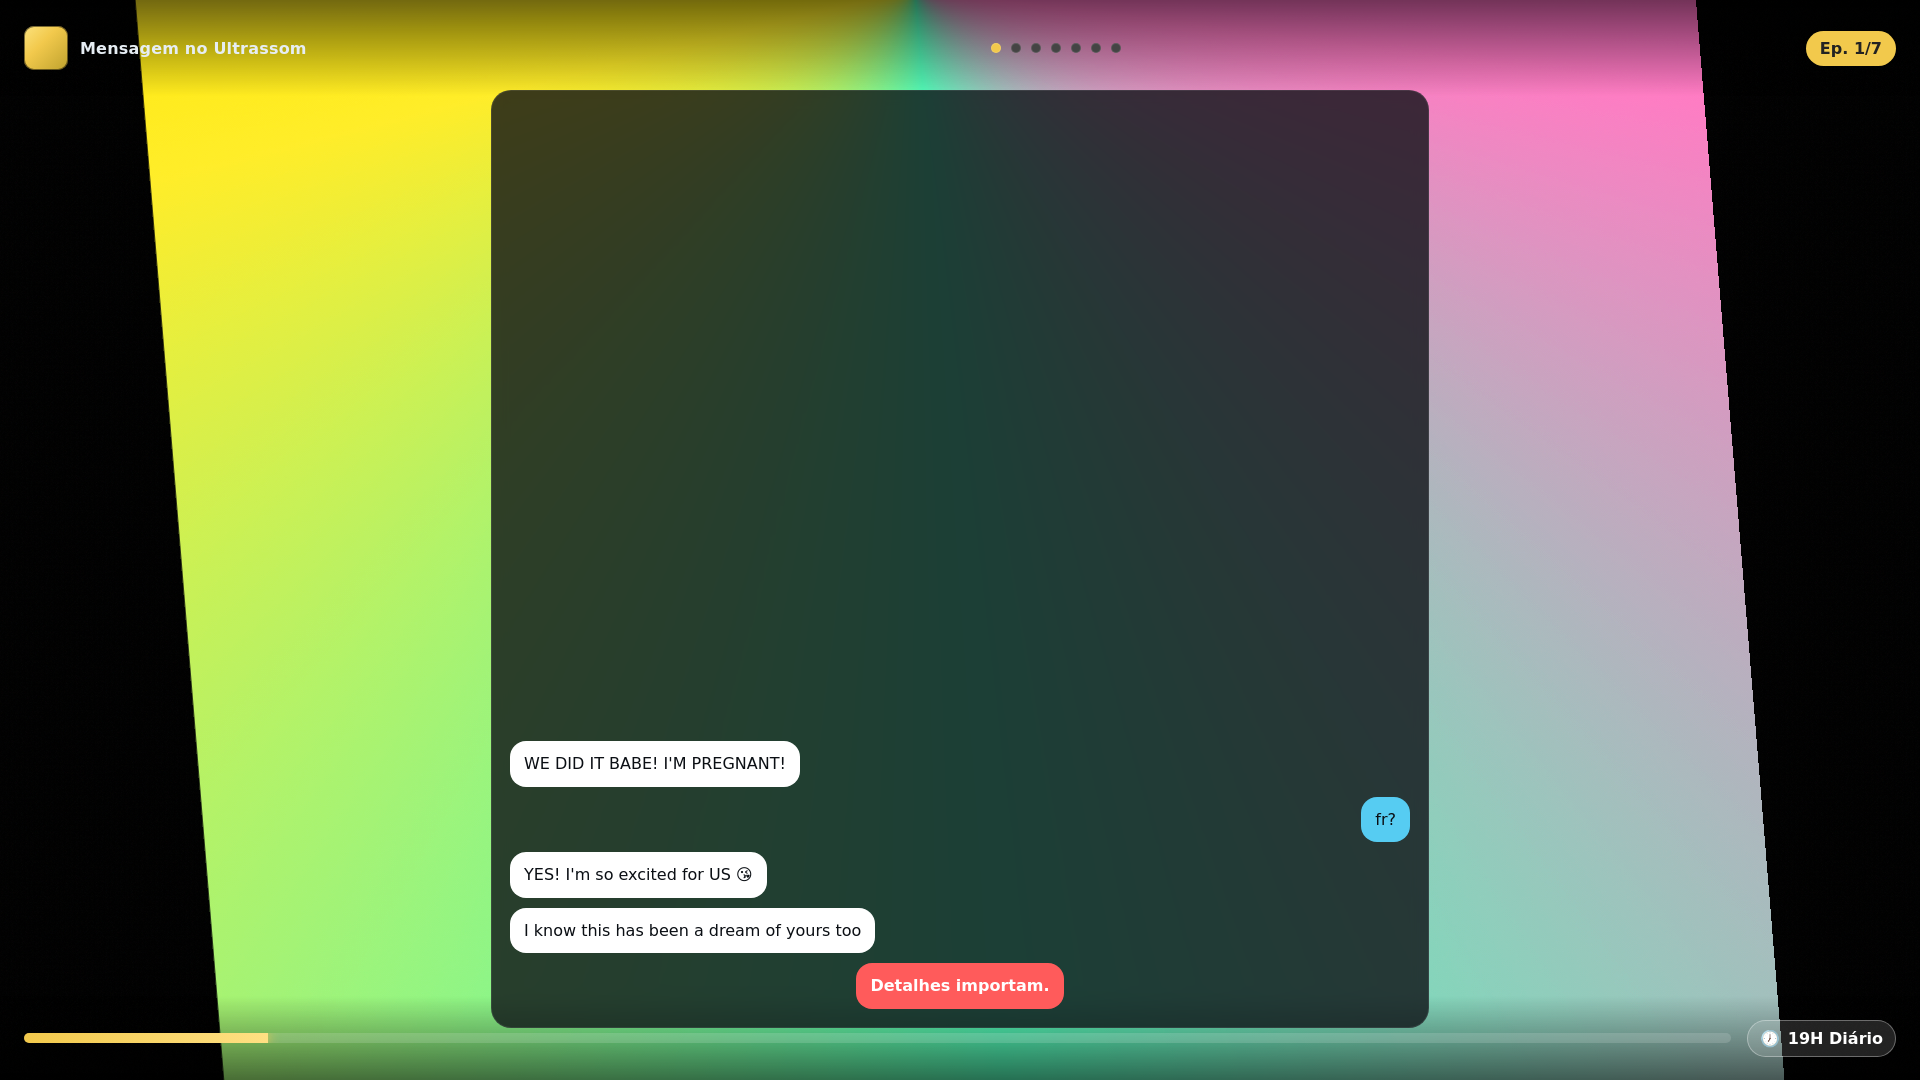 Mensagem no Ultrassom
Ep. 1/7
WE DID IT BABE! I'M PREGNANT!
fr?
YES! I'm so excited for US 😘
I know this has been a dream of yours too
Detalhes importam.
🕖 19H Diário